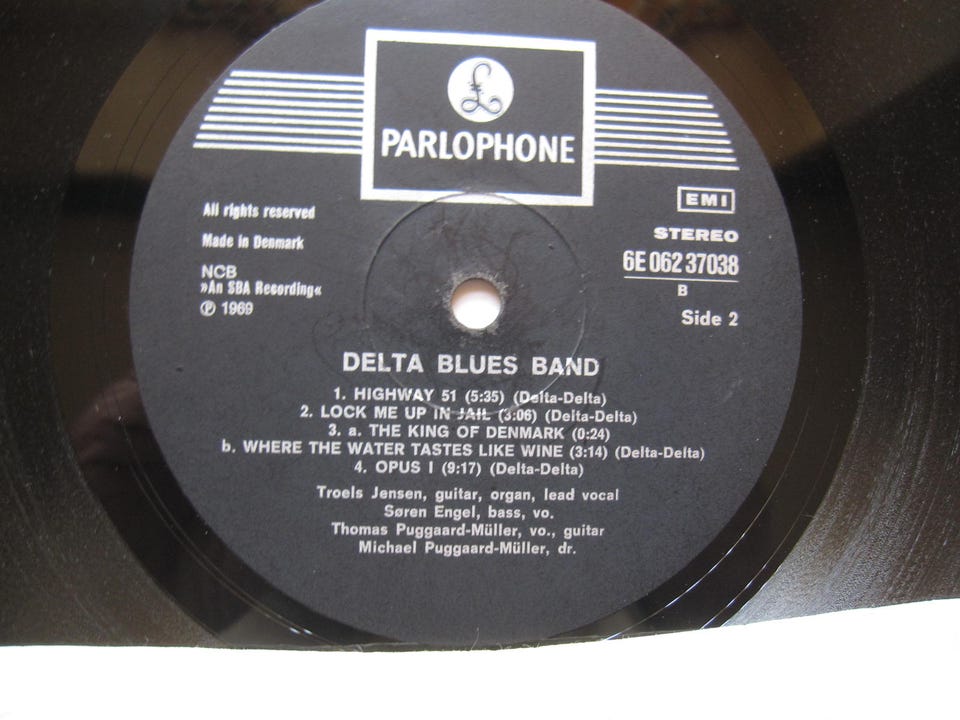 £
PARLOPHONE
All rights reserved
Made in Denmark
NCB
»An SBA Recording«
℗ 1969
EMI
STEREO
6E 062 37038
B
Side 2
DELTA BLUES BAND
1. HIGHWAY 51 (5:35) (Delta-Delta)
2. LOCK ME UP IN JAIL (3:06) (Delta-Delta)
3. a. THE KING OF DENMARK (0:24)
b. WHERE THE WATER TASTES LIKE WINE (3:14) (Delta-Delta)
4. OPUS I (9:17) (Delta-Delta)
Troels Jensen, guitar, organ, lead vocal
Søren Engel, bass, vo.
Thomas Puggaard-Müller, vo., guitar
Michael Puggaard-Müller, dr.